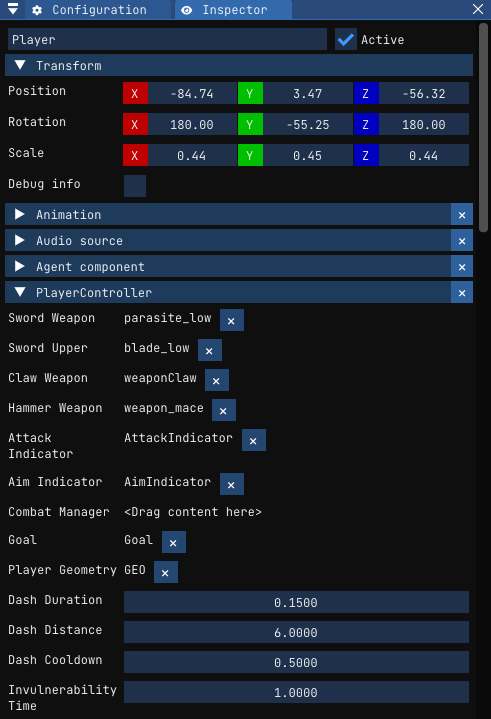 Configuration Inspector
Player Active
Transform
Position X -84.74 Y 3.47 Z -56.32
Rotation X 180.00 Y -55.25 Z 180.00
Scale X 0.44 Y 0.45 Z 0.44
Debug info
Animation ×
Audio source ×
Agent component ×
PlayerController ×
Sword Weapon parasite_low ×
Sword Upper blade_low ×
Claw Weapon weaponClaw ×
Hammer Weapon weapon_mace ×
Attack AttackIndicator ×
Indicator
Aim Indicator AimIndicator ×
Combat Manager <Drag content here>
Goal Goal ×
Player Geometry GEO ×
Dash Duration 0.1500
Dash Distance 6.0000
Dash Cooldown 0.5000
Invulnerability 1.0000
Time